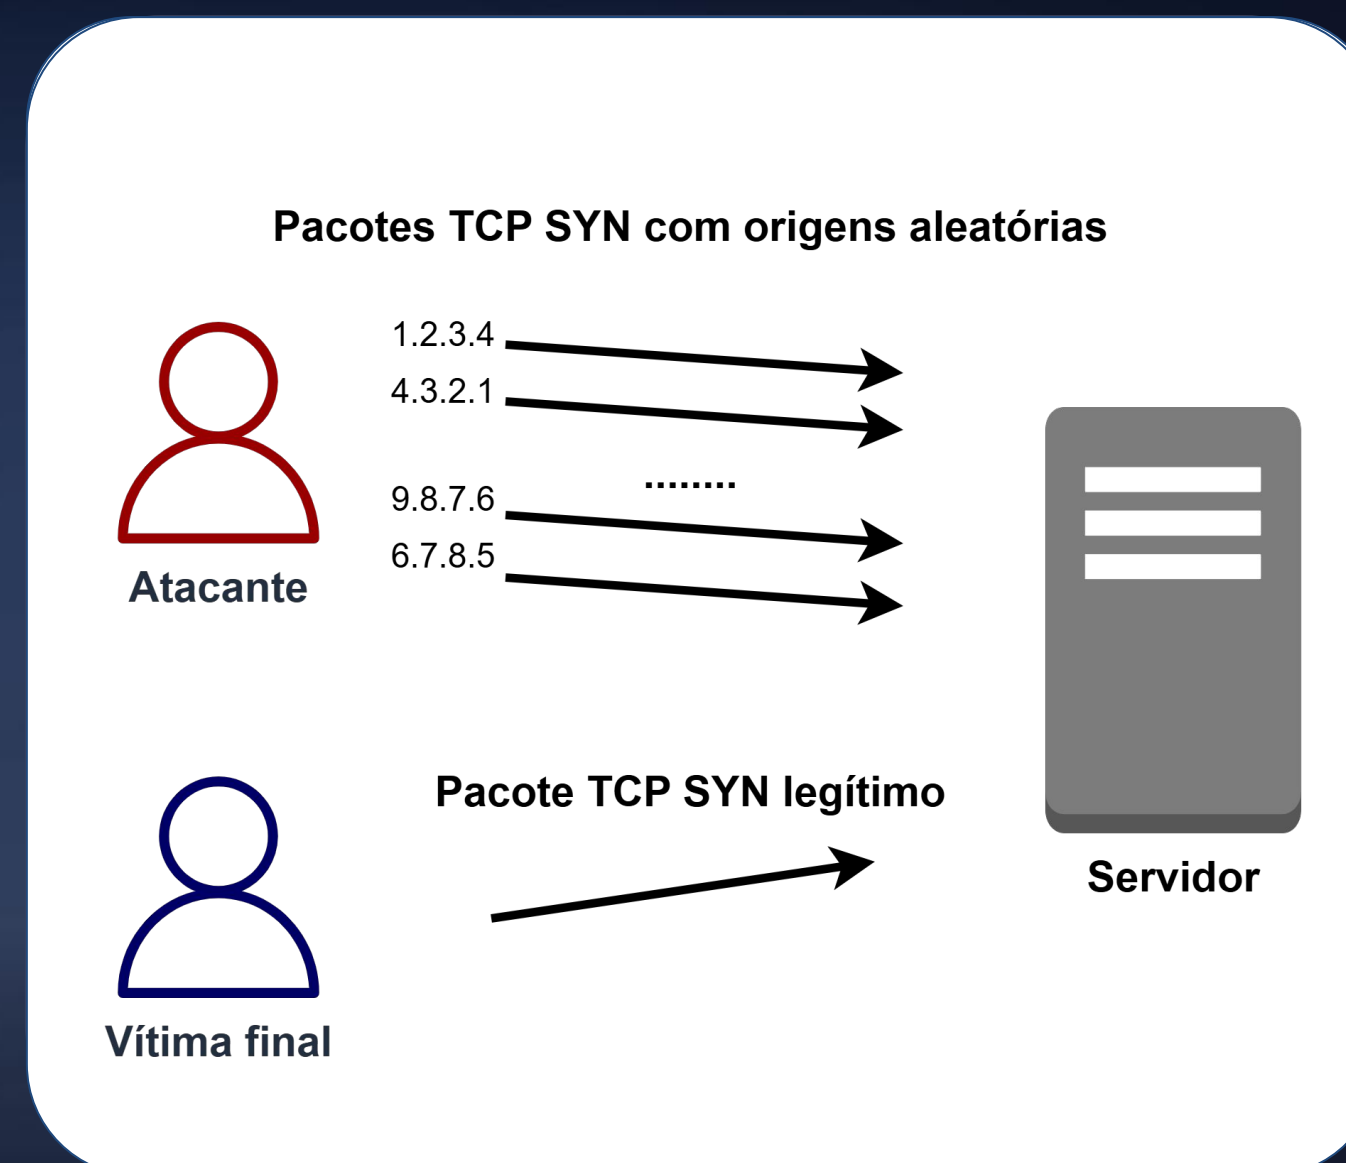 Pacotes TCP SYN com origens aleatórias
1.2.3.4
4.3.2.1
........
9.8.7.6
6.7.8.5
Atacante
Pacote TCP SYN legítimo
Servidor
Vítima final